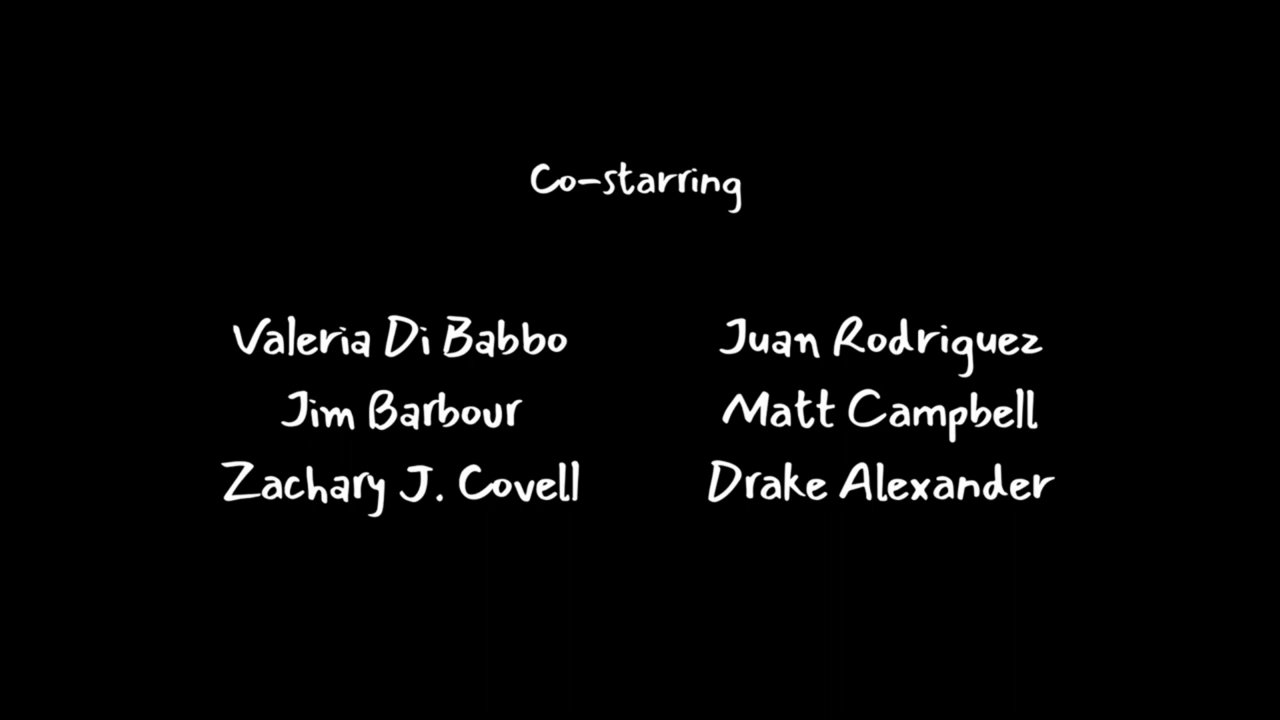 Co-starring
Valeria Di Babbo
Jim Barbour
Zachary J. Covell
Juan Rodriguez
Matt Campbell
Drake Alexander